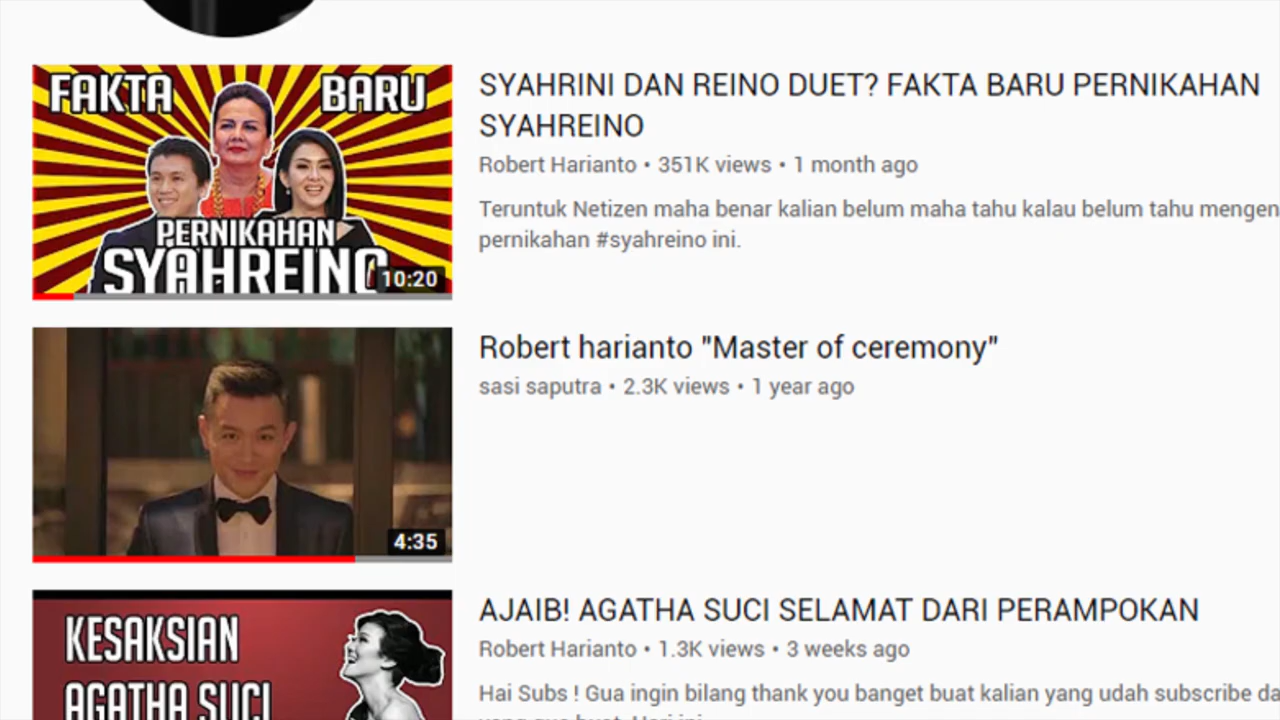 FAKTA BARU
PERNIKAHAN
SYAHREINO
10:20
SYAHRINI DAN REINO DUET? FAKTA BARU PERNIKAHAN
SYAHREINO
Robert Harianto • 351K views • 1 month ago
Teruntuk Netizen maha benar kalian belum maha tahu kalau belum tahu mengen
pernikahan #syahreino ini.
4:35
Robert harianto "Master of ceremony"
sasi saputra • 2.3K views • 1 year ago
KESAKSIAN
AGATHA SUCI
AJAIB! AGATHA SUCI SELAMAT DARI PERAMPOKAN
Robert Harianto • 1.3K views • 3 weeks ago
Hai Subs ! Gua ingin bilang thank you banget buat kalian yang udah subscribe da